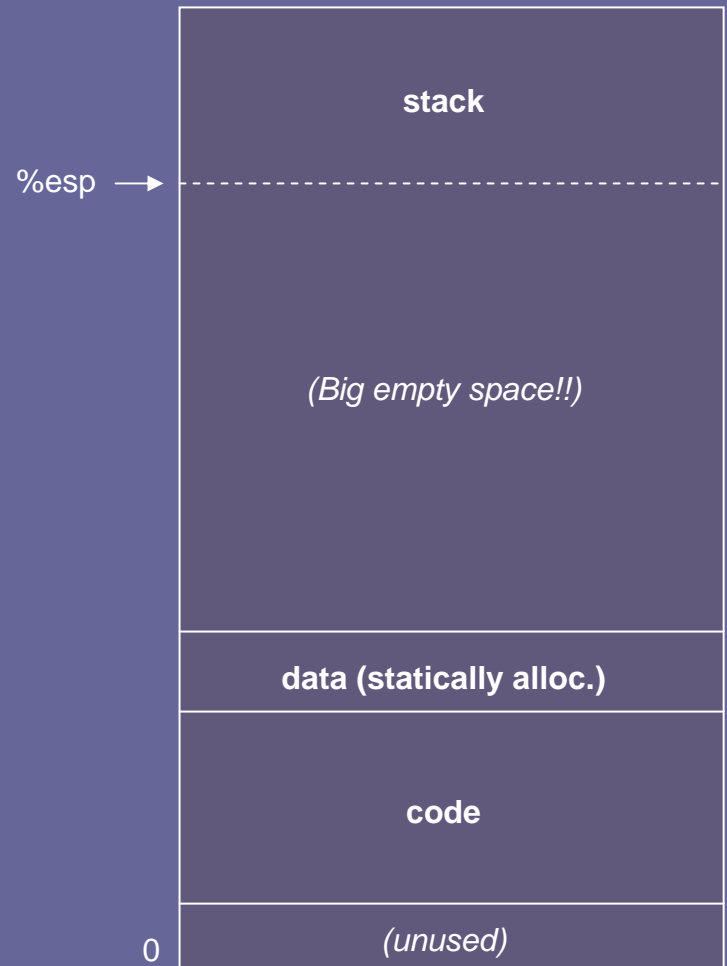 stack
%esp
(Big empty space!!)
data (statically alloc.)
code
(unused)
0